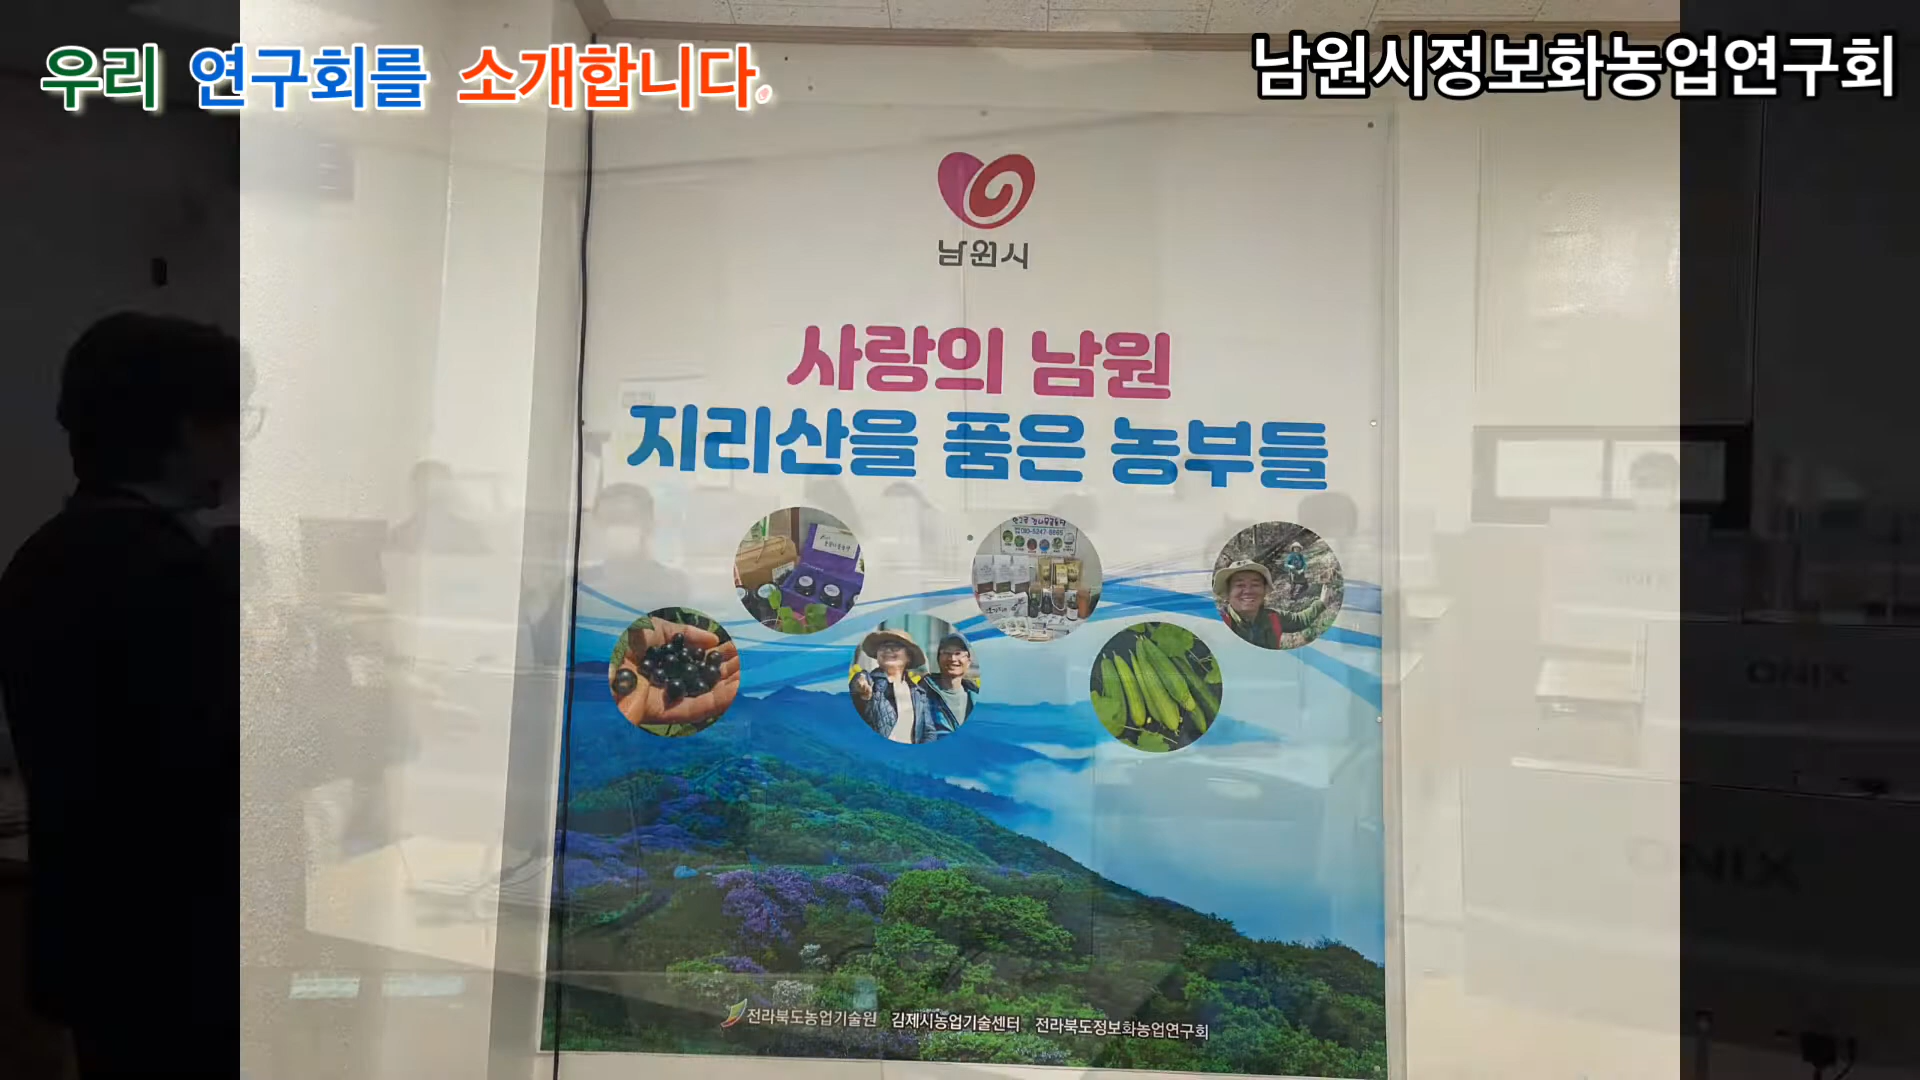 우리 연구회를 소개합니다.
남원시정보화농업연구회
남원시
사랑의 남원
지리산을 품은 농부들
전라북도농업기술원 김제시농업기술센터 전라북도정보화농업연구회
ONIX
ONIX